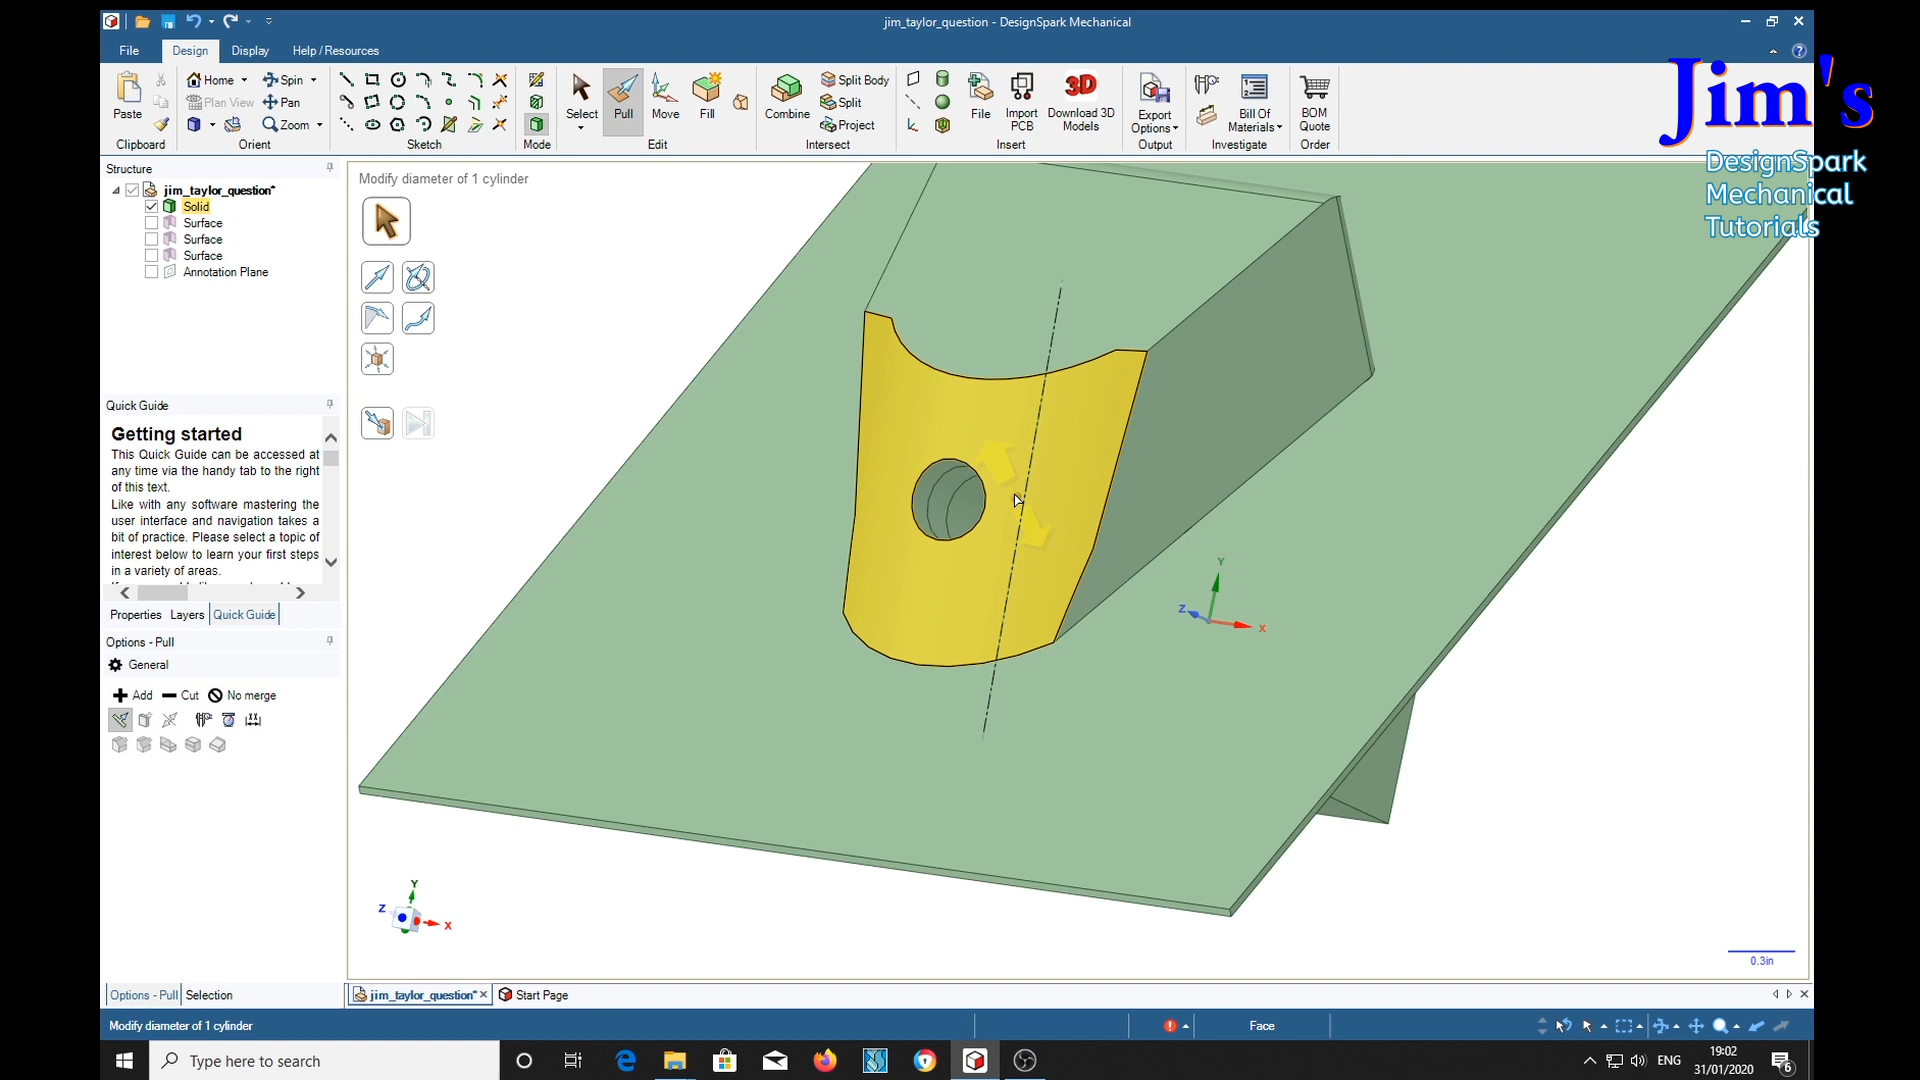 jim_taylor_question - DesignSpark Mechanical
File
Design
Display
Help / Resources
Jim's
DesignSpark
Mechanical
Tutorials
Paste
Clipboard
Home
Plan View
Spin
Pan
Zoom
Orient
Sketch
Mode
Select
Pull
Move
Fill
Edit
Combine
Split Body
Split
Project
Intersect
File
Import
PCB
Download 3D
Models
Insert
Export
Options
Output
Bill Of
Materials
Investigate
BOM
Quote
Order
Structure
jim_taylor_question*
Solid
Surface
Surface
Surface
Annotation Plane
Modify diameter of 1 cylinder
Quick Guide
Getting started
This Quick Guide can be accessed at
any time via the handy tab to the right
of this text.
Like with any software mastering the
user interface and navigation takes a
bit of practice. Please select a topic of
interest below to learn your first steps
in a variety of areas.
Properties
Layers
Quick Guide
Options - Pull
General
Add
Cut
No merge
Y
Z
X
Y
Z
X
0.3in
Options - Pull
Selection
jim_taylor_question*
Start Page
Modify diameter of 1 cylinder
Face
Type here to search
ENG
19:02
31/01/2020
6